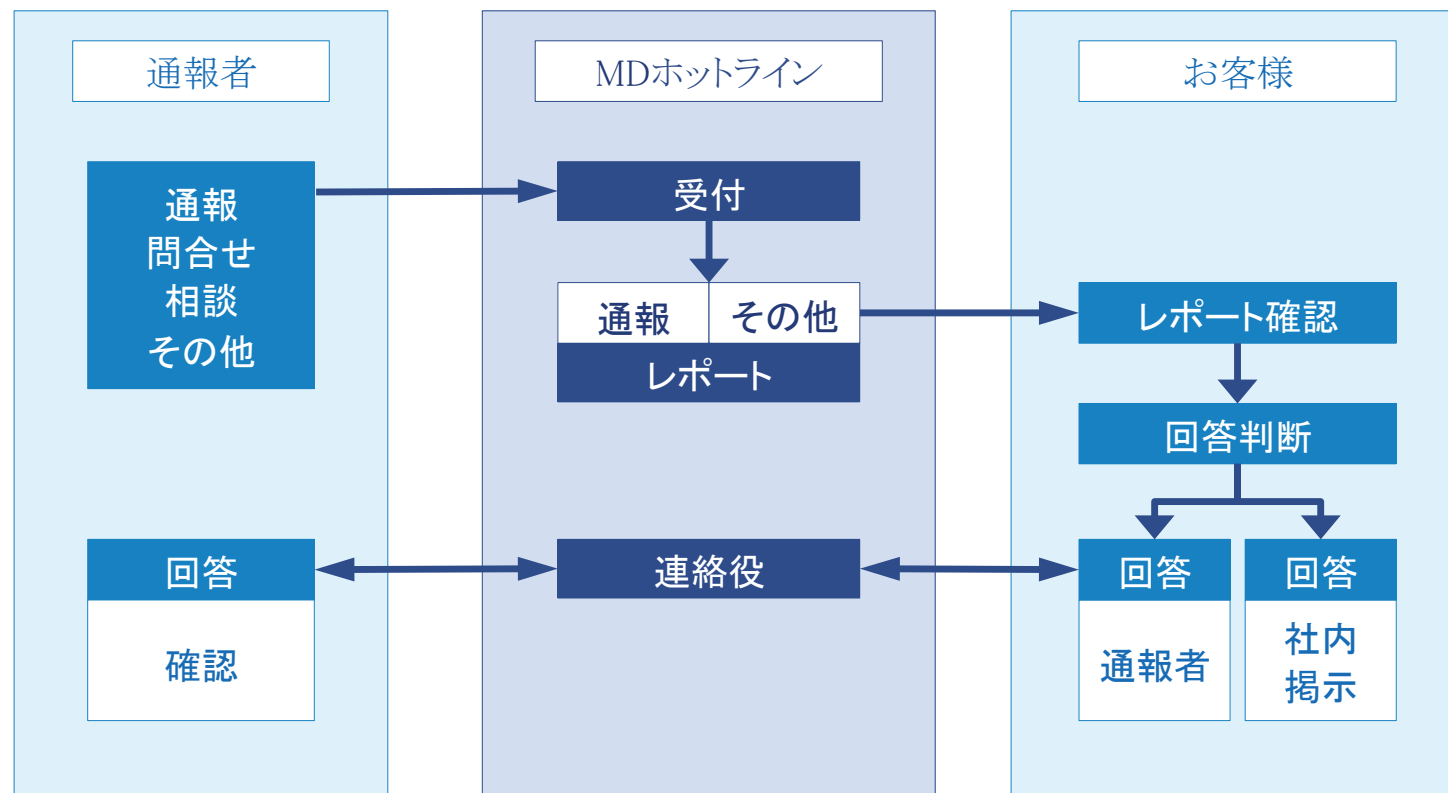 通報者
MDホットライン
お客様
通報
問合せ
相談
その他
受付
通報
その他
レポート
レポート確認
回答判断
回答
確認
連絡役
回答
通報者
回答
社内
掲示